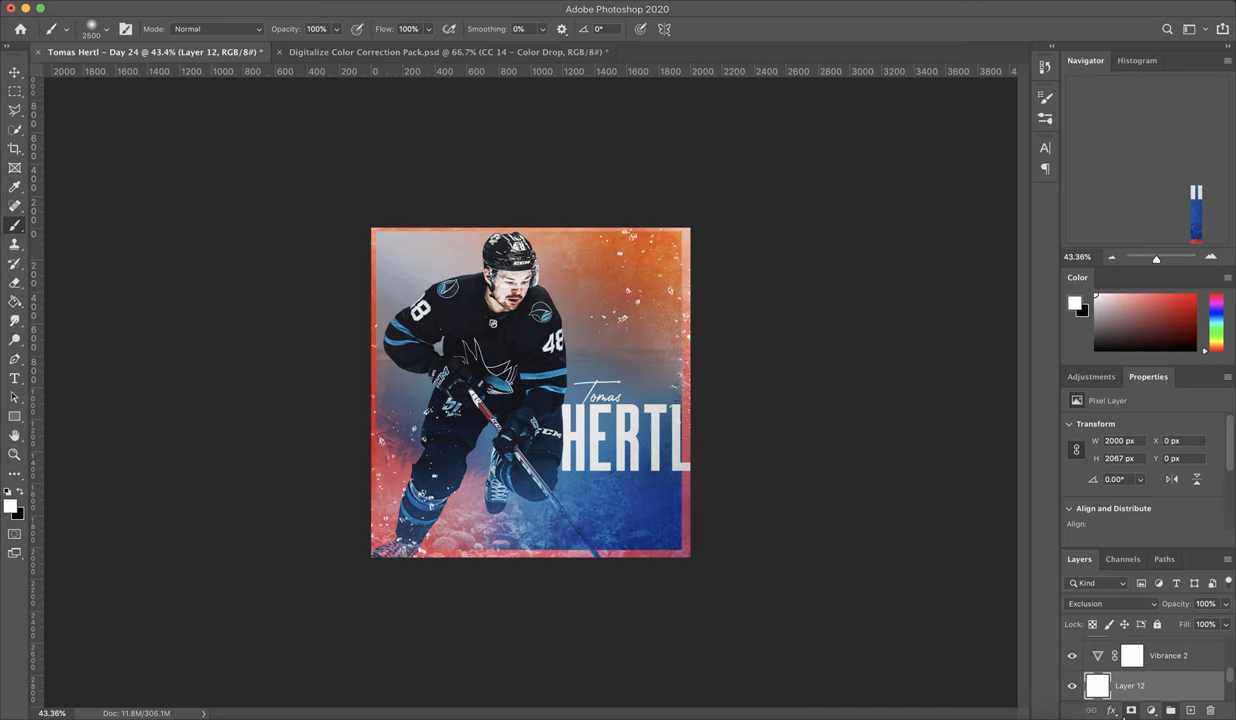 Adobe Photoshop 2020
2500 Mode: Normal Opacity: 100% Flow: 100% Smoothing: 0% 0°
Tomas Hertl – Day 24 @ 43.4% (Layer 12, RGB/8#) *
Digitalize Color Correction Pack.psd @ 66.7% (CC 14 – Color Drop, RGB/8#) *
2000 1800 1600 1400 1200 1000 800 600 400 200 0 200 400 600 800 1000 1200 1400 1600 1800 2000 2200 2400 2600 2800 3000 3200 3400 3600 3800 4
Navigator Histogram
43.36%
Color
Adjustments Properties
Pixel Layer
Transform
W 2000 px X 0 px
H 2067 px Y 0 px
0.00°
Align and Distribute
Align:
Layers Channels Paths
Kind
Exclusion Opacity: 100%
Lock: Fill: 100%
Vibrance 2
Layer 12
fx
48
CCM
48
48
Tomas
HERTL
CCM
43.36% Doc: 11.8M/306.1M